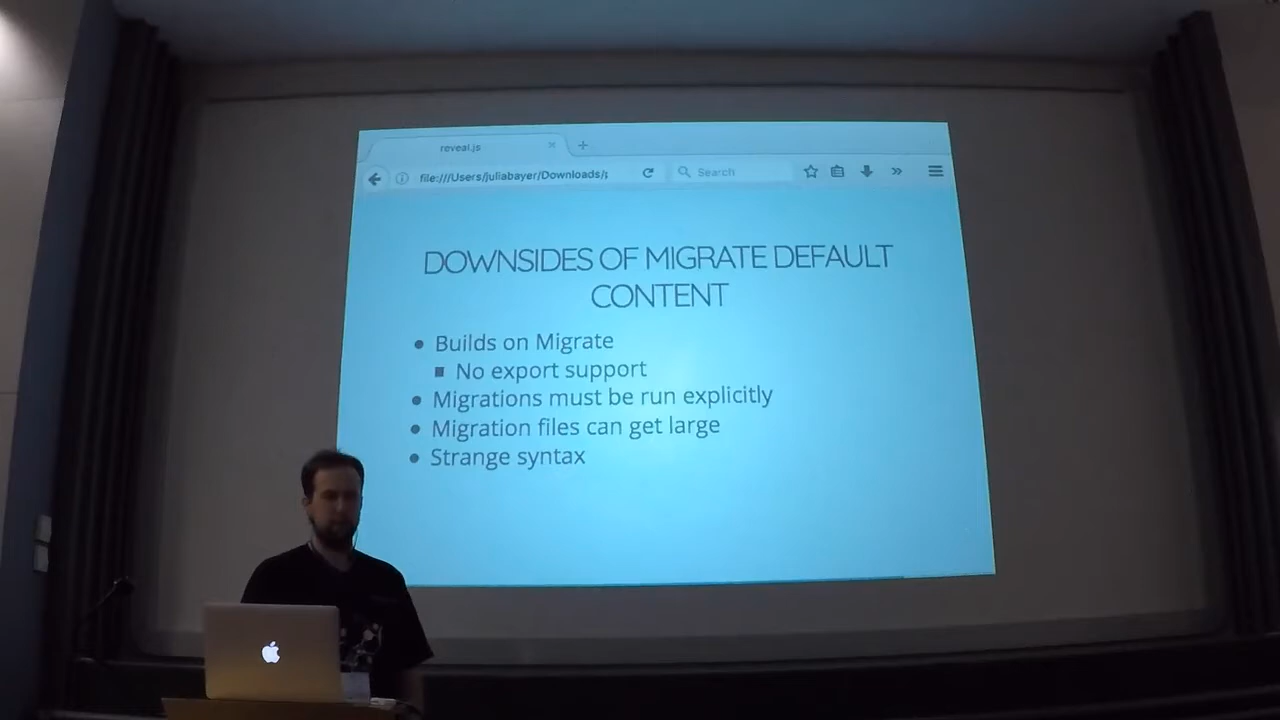 reveal.js
file:///Users/juliabayer/Downloads/
Search
DOWNSIDES OF MIGRATE DEFAULT
CONTENT
Builds on Migrate
No export support
Migrations must be run explicitly
Migration files can get large
Strange syntax